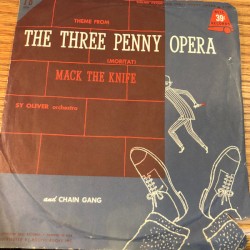 THEME FROM
THE THREE PENNY OPERA
(MORITAT)
MACK THE KNIFE
SY OLIVER orchestra
and CHAIN GANG
39